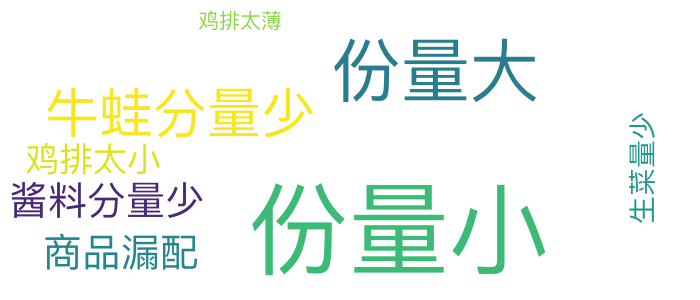 鸡排太薄
份量大
牛蛙分量少
生菜量少
鸡排太小
酱料分量少
份量小
商品漏配